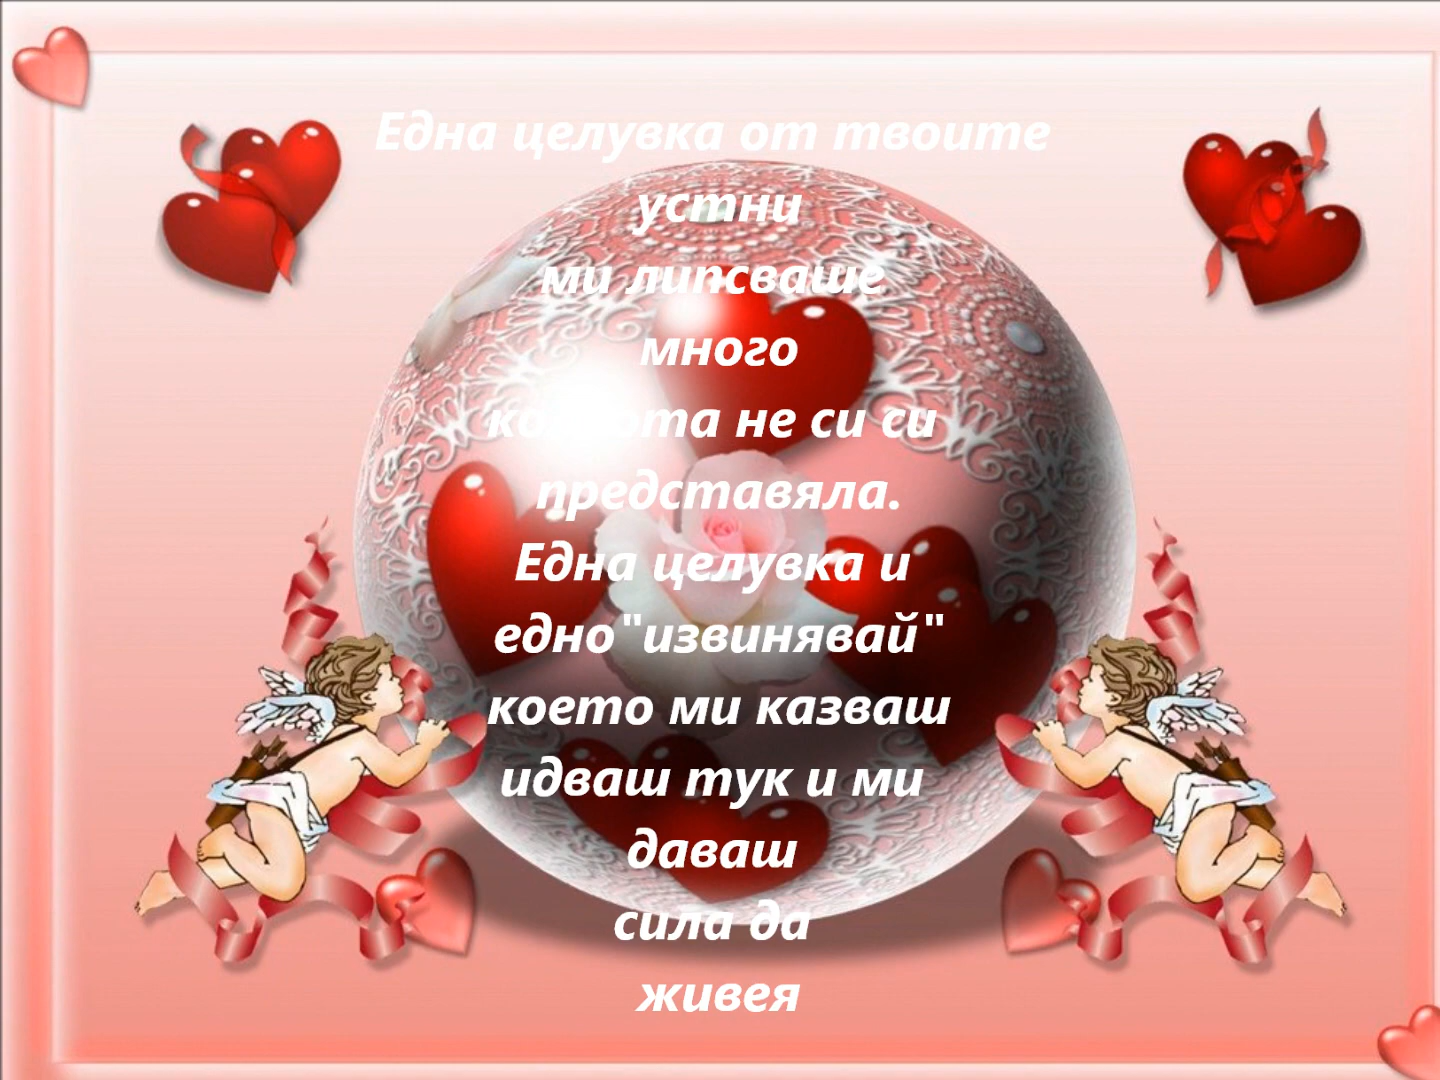 Една целувка от твоите
устни
ми липсваше
много
не си си
представяла.
Една целувка и
едно"извинявай"
което ми казваш
идваш тук и ми
даваш
сила да
живея